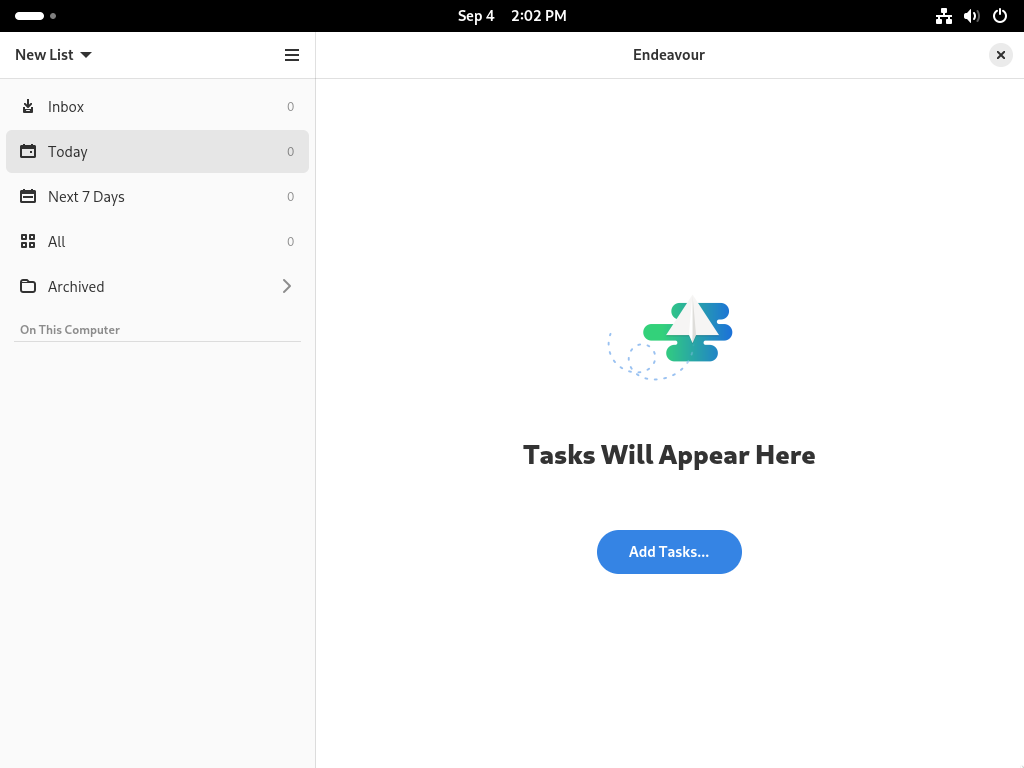 Sep 4 2:02 PM
New List
Endeavour
Inbox 0
Today 0
Next 7 Days 0
All 0
Archived
On This Computer
Tasks Will Appear Here
Add Tasks...